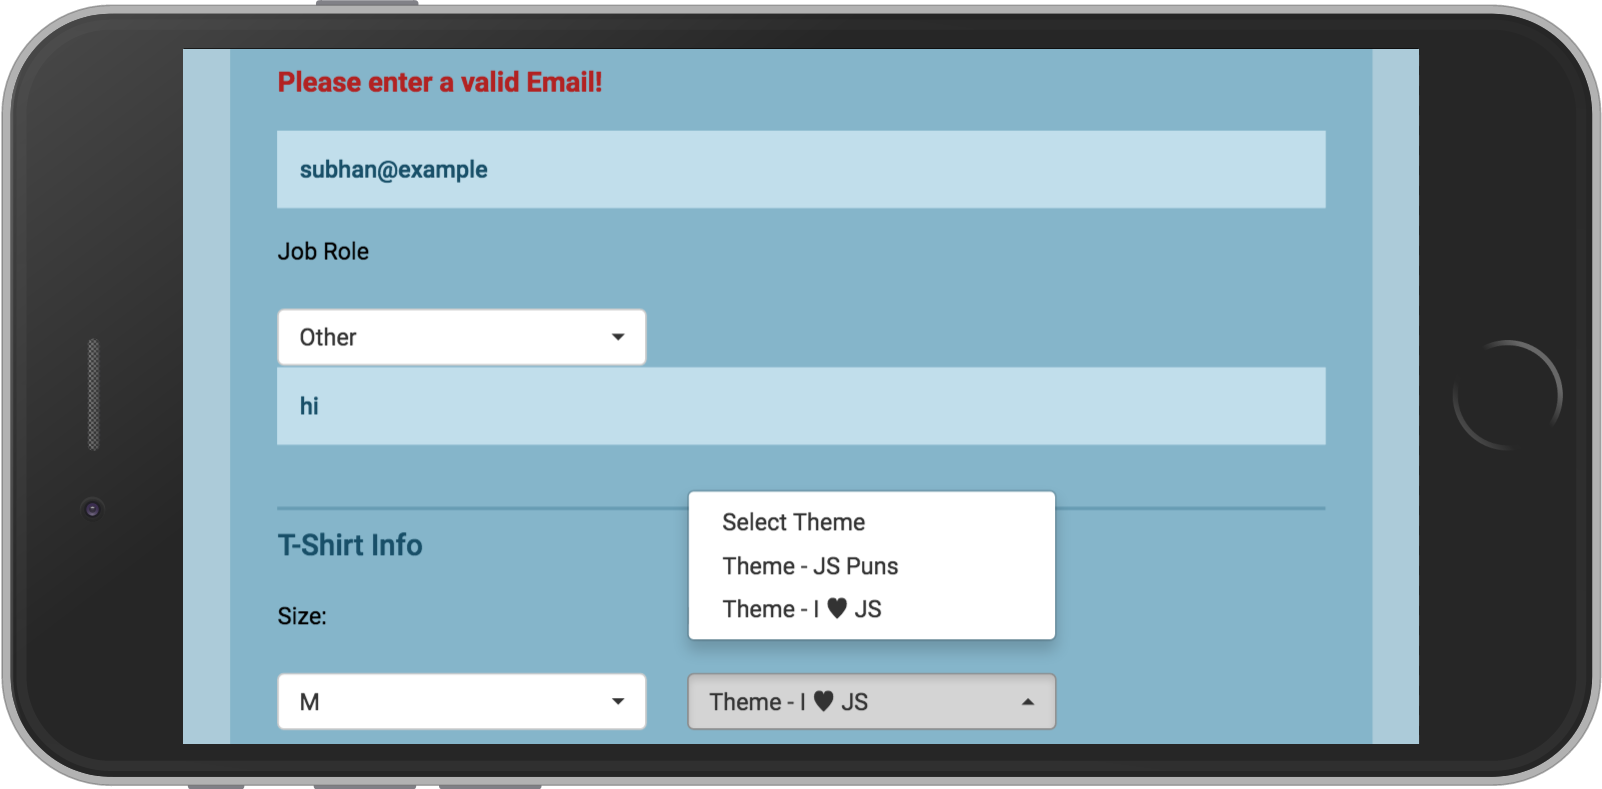 Please enter a valid Email!
subhan@example
Job Role
Other
hi
T-Shirt Info
Select Theme
Theme - JS Puns
Theme - I ♥ JS
Size:
M
Theme - I ♥ JS